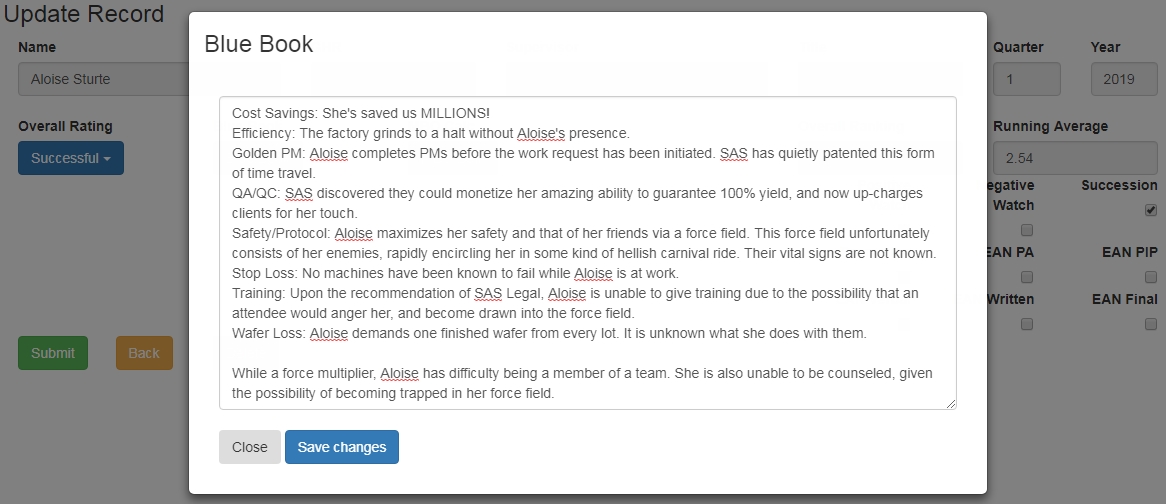 Update Record
Blue Book
Name
Quarter
Year
Aloise Sturte
1
2019
Overall Rating
Running Average
Successful
2.54
Cost Savings: She's saved us MILLIONS!
Efficiency: The factory grinds to a halt without Aloise's presence.
Golden PM: Aloise completes PMs before the work request has been initiated. SAS has quietly patented this form
of time travel.
QA/QC: SAS discovered they could monetize her amazing ability to guarantee 100% yield, and now up-charges
clients for her touch.
Safety/Protocol: Aloise maximizes her safety and that of her friends via a force field. This force field unfortunately
consists of her enemies, rapidly encircling her in some kind of hellish carnival ride. Their vital signs are not known.
Stop Loss: No machines have been known to fail while Aloise is at work.
Training: Upon the recommendation of SAS Legal, Aloise is unable to give training due to the possibility that an
attendee would anger her, and become drawn into the force field.
Wafer Loss: Aloise demands one finished wafer from every lot. It is unknown what she does with them.
While a force multiplier, Aloise has difficulty being a member of a team. She is also unable to be counseled, given
the possibility of becoming trapped in her force field.
egative
Watch
Succession
EAN PA
EAN PIP
Written
EAN Final
Submit
Back
Close
Save changes